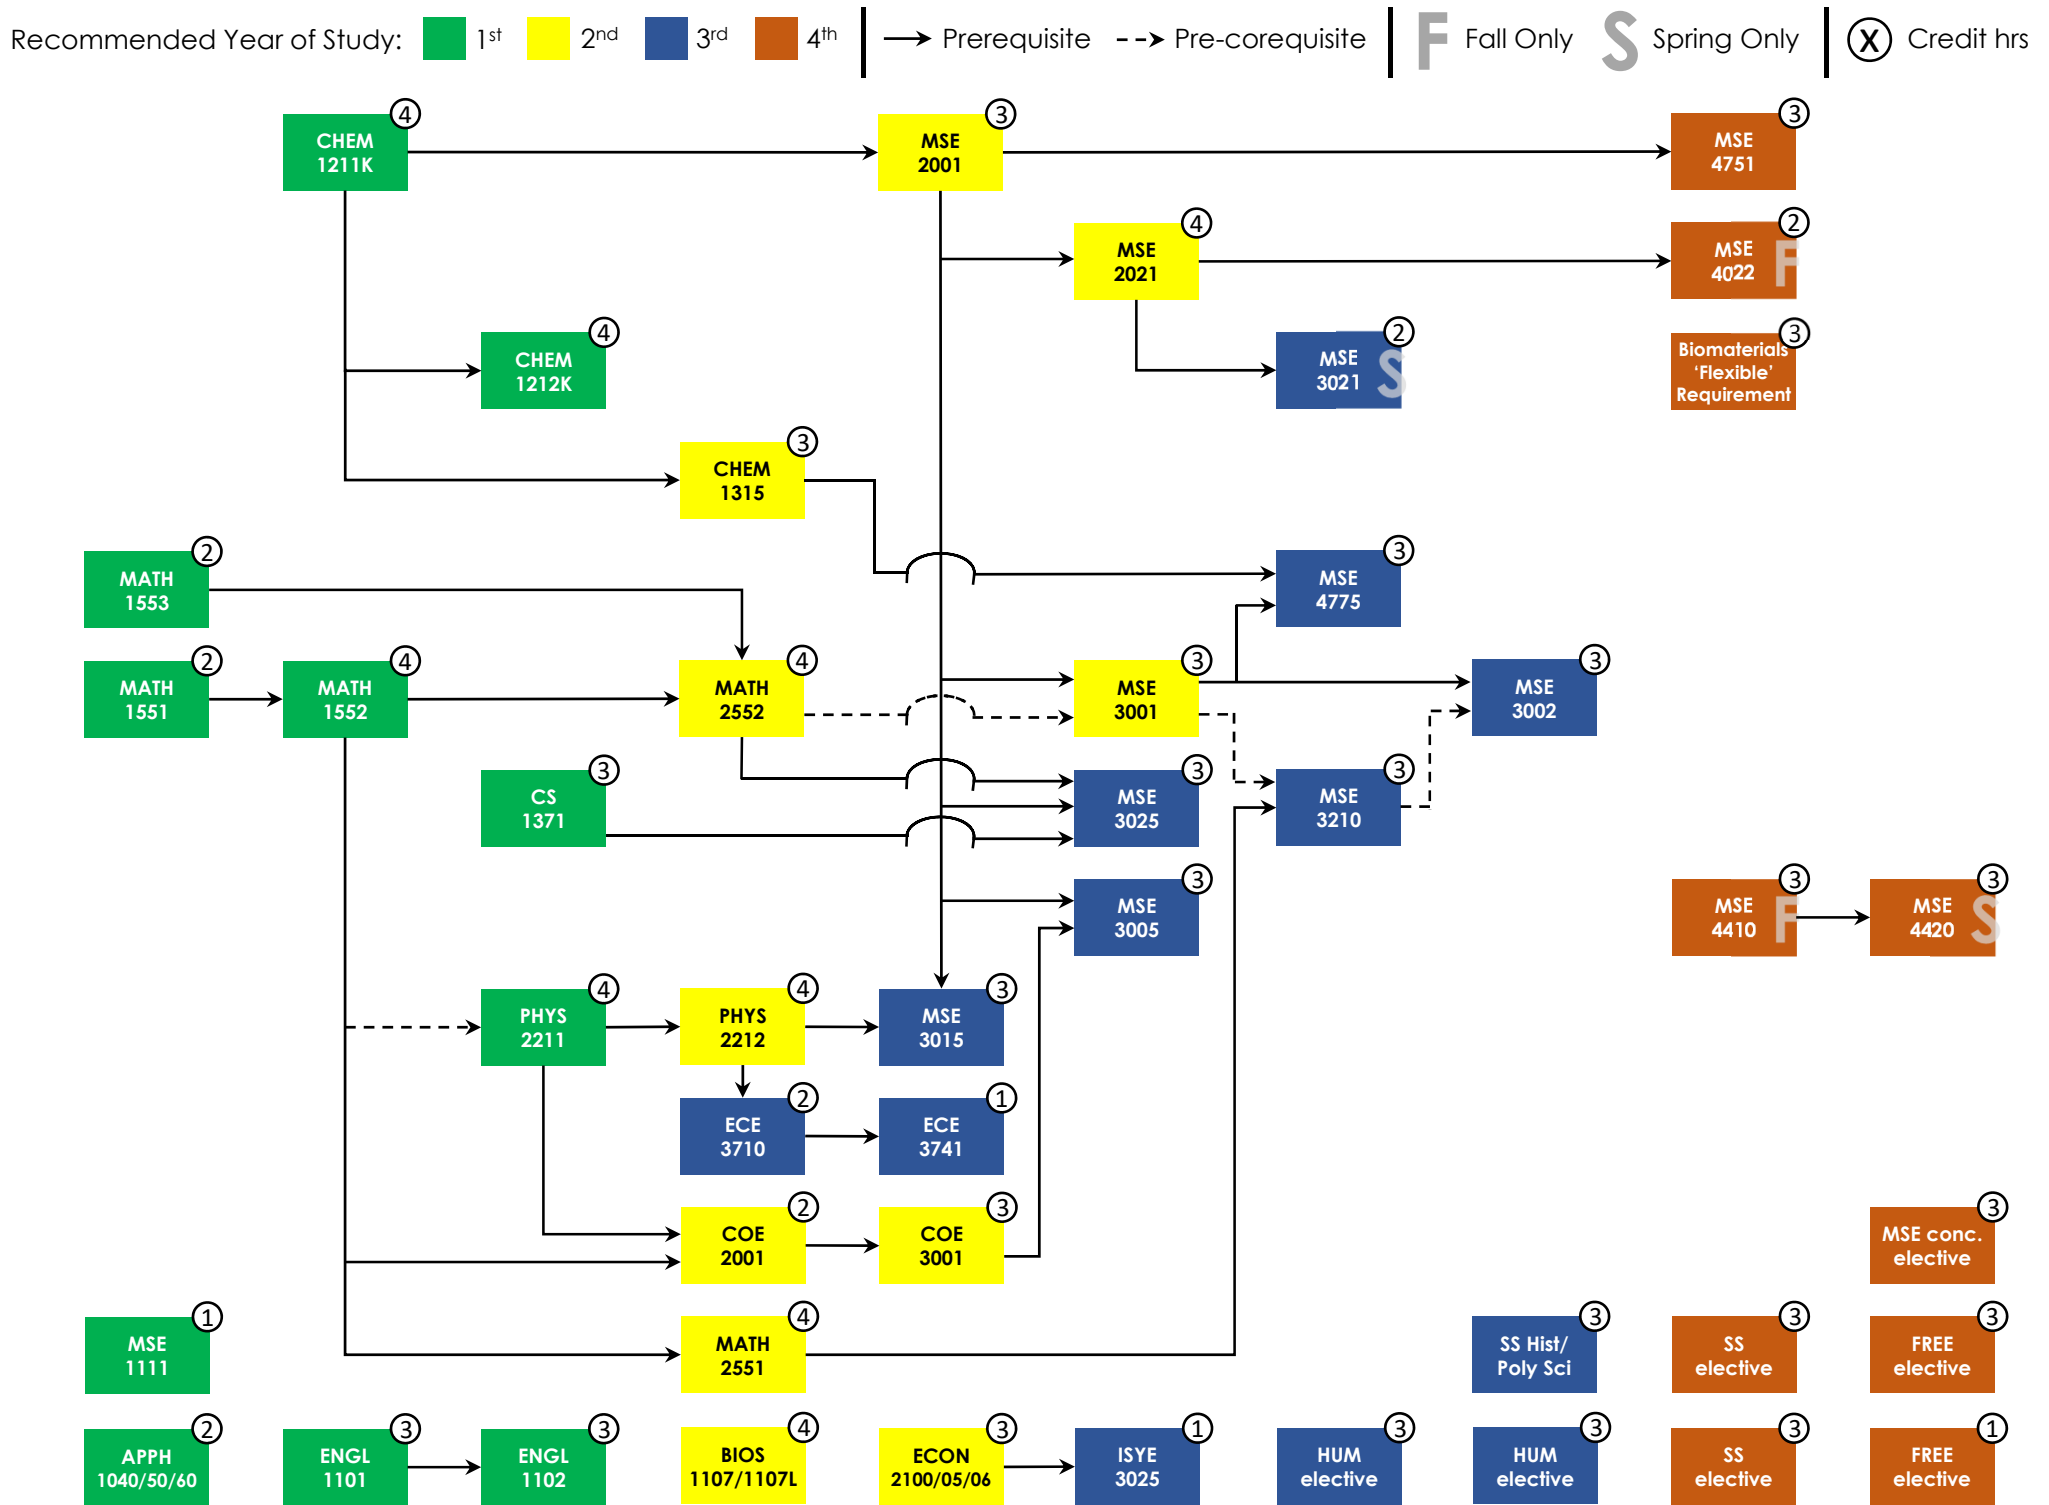 Recommended Year of Study: 1st 2nd 3rd 4th Prerequisite Pre-corequisite F Fall Only S Spring Only X Credit hrs
4
CHEM
1211K
3
MSE
2001
3
MSE
4751
4
MSE
2021
2
MSE
4022
F
4
CHEM
1212K
2
MSE
3021
S
3
Biomaterials
‘Flexible’
Requirement
3
CHEM
1315
2
MATH
1553
3
MSE
4775
2
MATH
1551
4
MATH
1552
4
MATH
2552
3
MSE
3001
3
MSE
3002
3
CS
1371
3
MSE
3025
3
MSE
3210
3
MSE
3005
3
MSE
4410
F
3
MSE
4420
S
4
PHYS
2211
4
PHYS
2212
3
MSE
3015
2
ECE
3710
1
ECE
3741
2
COE
2001
3
COE
3001
3
MSE conc.
elective
1
MSE
1111
4
MATH
2551
3
SS Hist/
Poly Sci
3
SS
elective
3
FREE
elective
2
APPH
1040/50/60
3
ENGL
1101
3
ENGL
1102
4
BIOS
1107/1107L
3
ECON
2100/05/06
1
ISYE
3025
3
HUM
elective
3
HUM
elective
3
SS
elective
1
FREE
elective